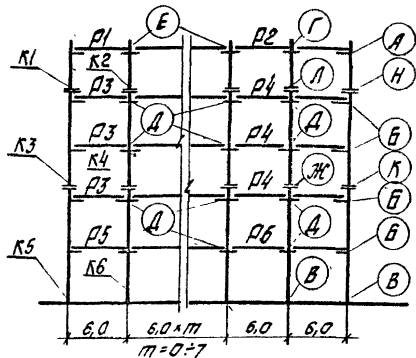 Е Г
Р1 Р2 А
К1 К2 Л Н
Р3 Р4
Д Д Б
Р3 Р4
К3 К4 Ж К
Р3 Р4 Б
Д Д
Р5 Р6 Б
К5 К6 В В
6,0 6,0×m 6,0 6,0
m=0÷7